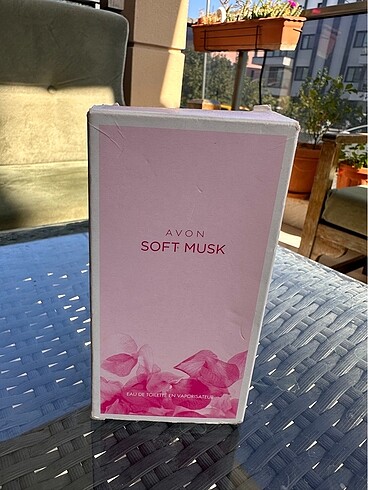 AVON
SOFT MUSK
EAU DE TOILETTE EN VAPORISATEUR